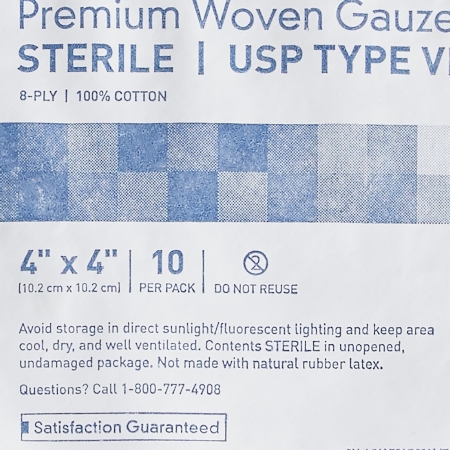 Premium Woven Gauze
STERILE | USP TYPE
8-PLY | 100% COTTON
4" x 4" 10
(10.2 cm x 10.2 cm) PER PACK DO NOT REUSE
Avoid storage in direct sunlight/fluorescent lighting and keep area
cool, dry, and well ventilated. Contents STERILE in unopened,
undamaged package. Not made with natural rubber latex.
Questions? Call 1-800-777-4908
Satisfaction Guaranteed